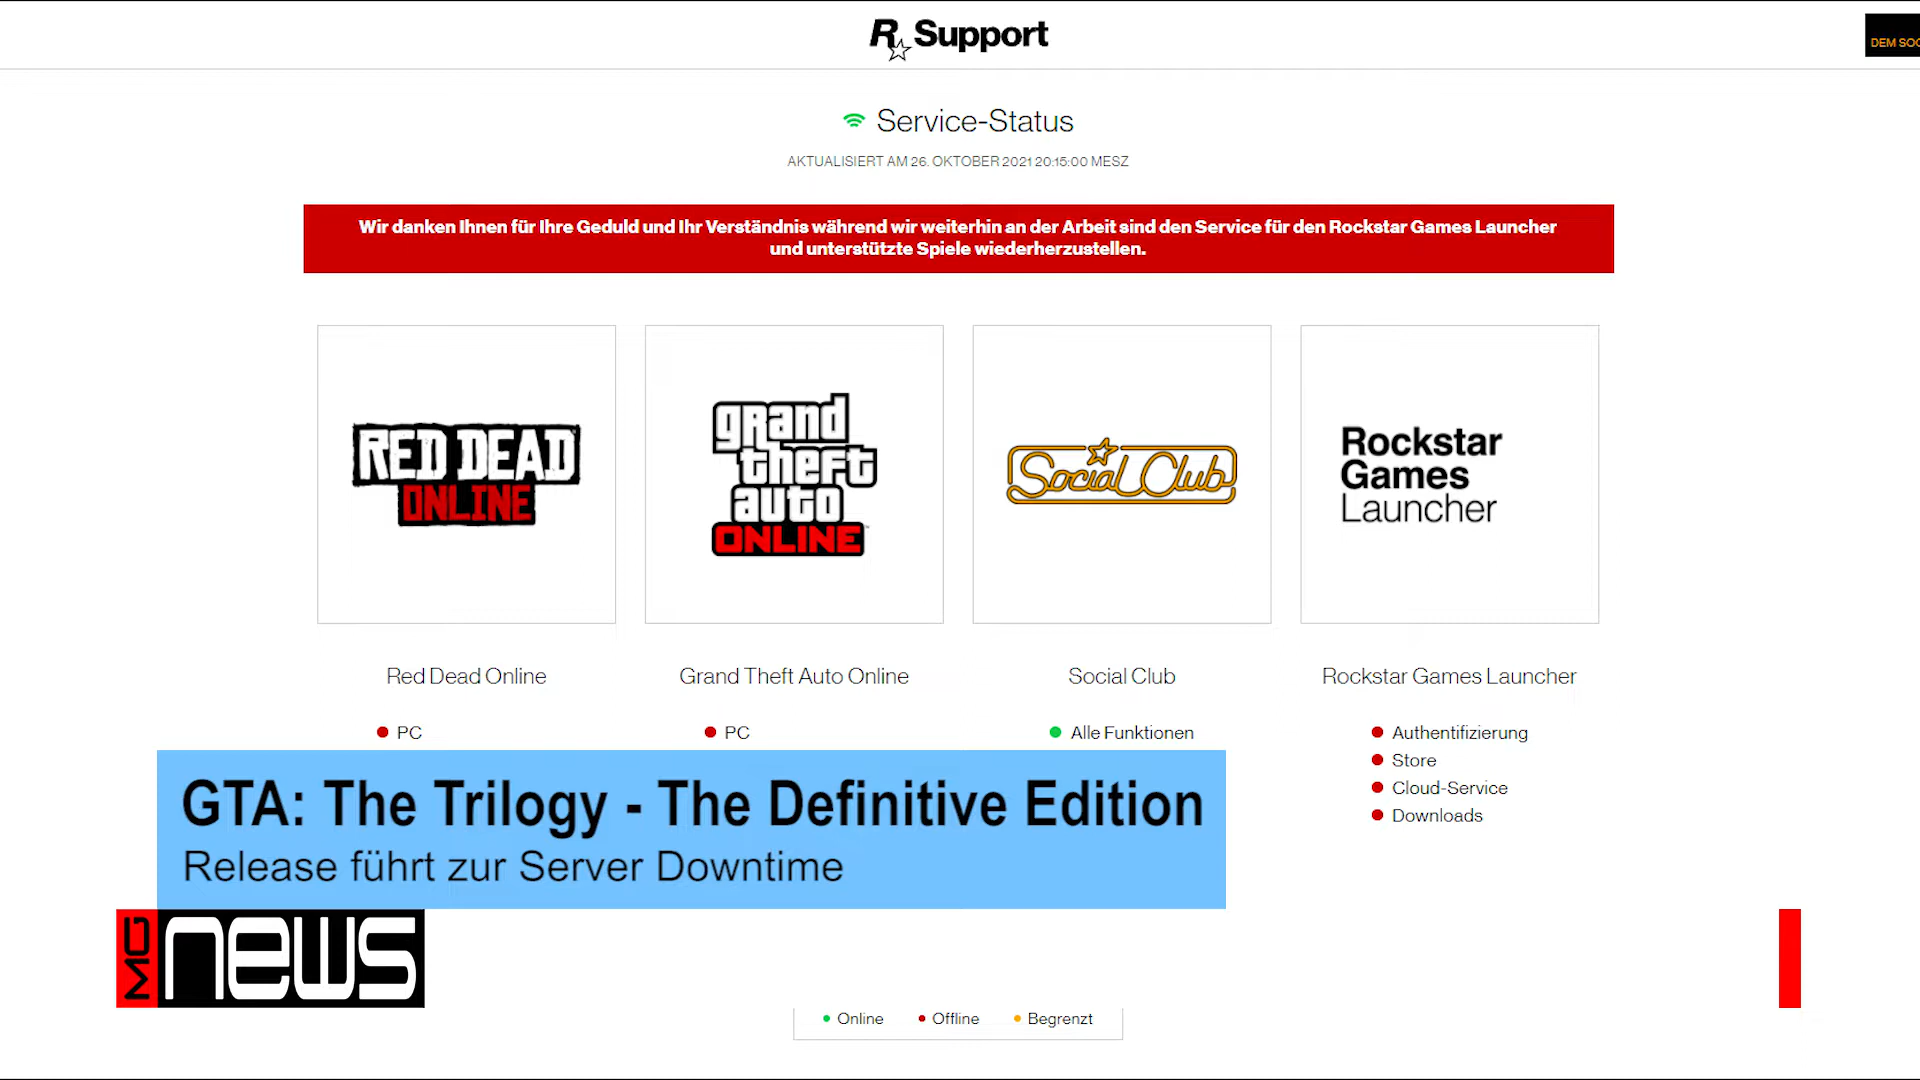 R Support
DEM SOC
Service-Status
AKTUALISIERT AM 26. OKTOBER 2021 20:15:00 MESZ
Wir danken Ihnen für Ihre Geduld und Ihr Verständnis während wir weiterhin an der Arbeit sind den Service für den Rockstar Games Launcher
und unterstützte Spiele wiederherzustellen.
RED DEAD
ONLINE
grand
theft
auto
ONLINE
Social Club
Rockstar
Games
Launcher
Red Dead Online
Grand Theft Auto Online
Social Club
Rockstar Games Launcher
PC
PC
Alle Funktionen
Authentifizierung
Store
Cloud-Service
Downloads
GTA: The Trilogy - The Definitive Edition
Release führt zur Server Downtime
MG
news
Online
Offline
Begrenzt